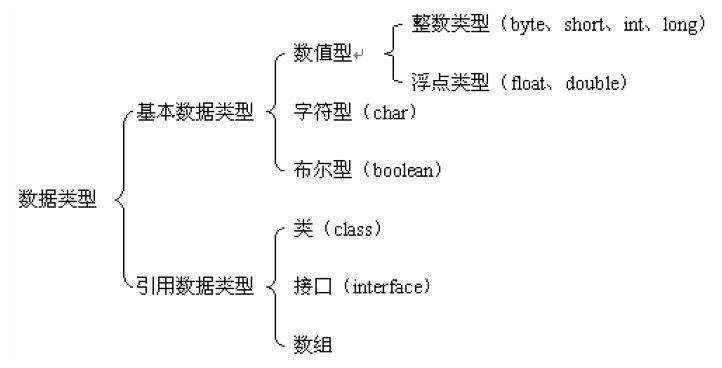 整数类型（byte、short、int、long）
数值型
浮点类型（float、double）
基本数据类型
字符型（char）
布尔型（boolean）
数据类型
类（class）
引用数据类型
接口（interface）
数组